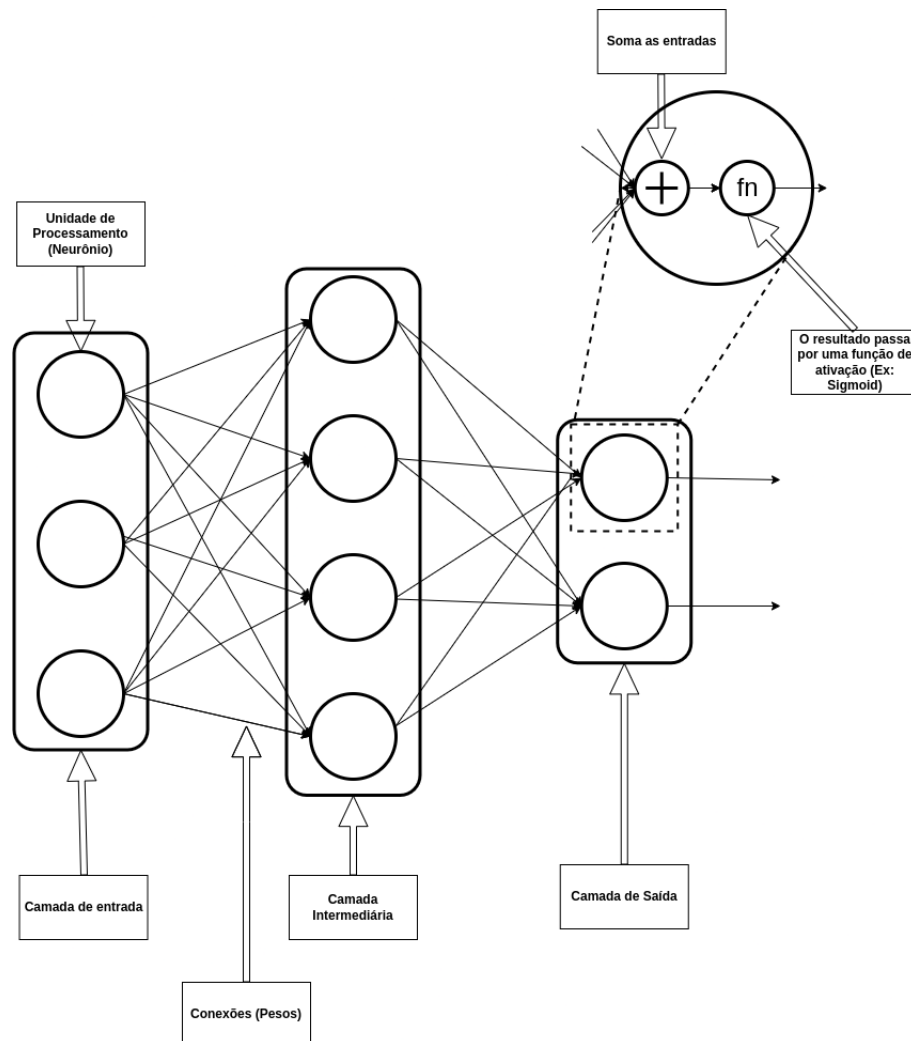 Soma as entradas
+
fn
Unidade de
Processamento
(Neurônio)
O resultado passa
por uma função de
ativação (Ex:
Sigmoid)
Camada de entrada
Camada
Intermediária
Camada de Saída
Conexões (Pesos)